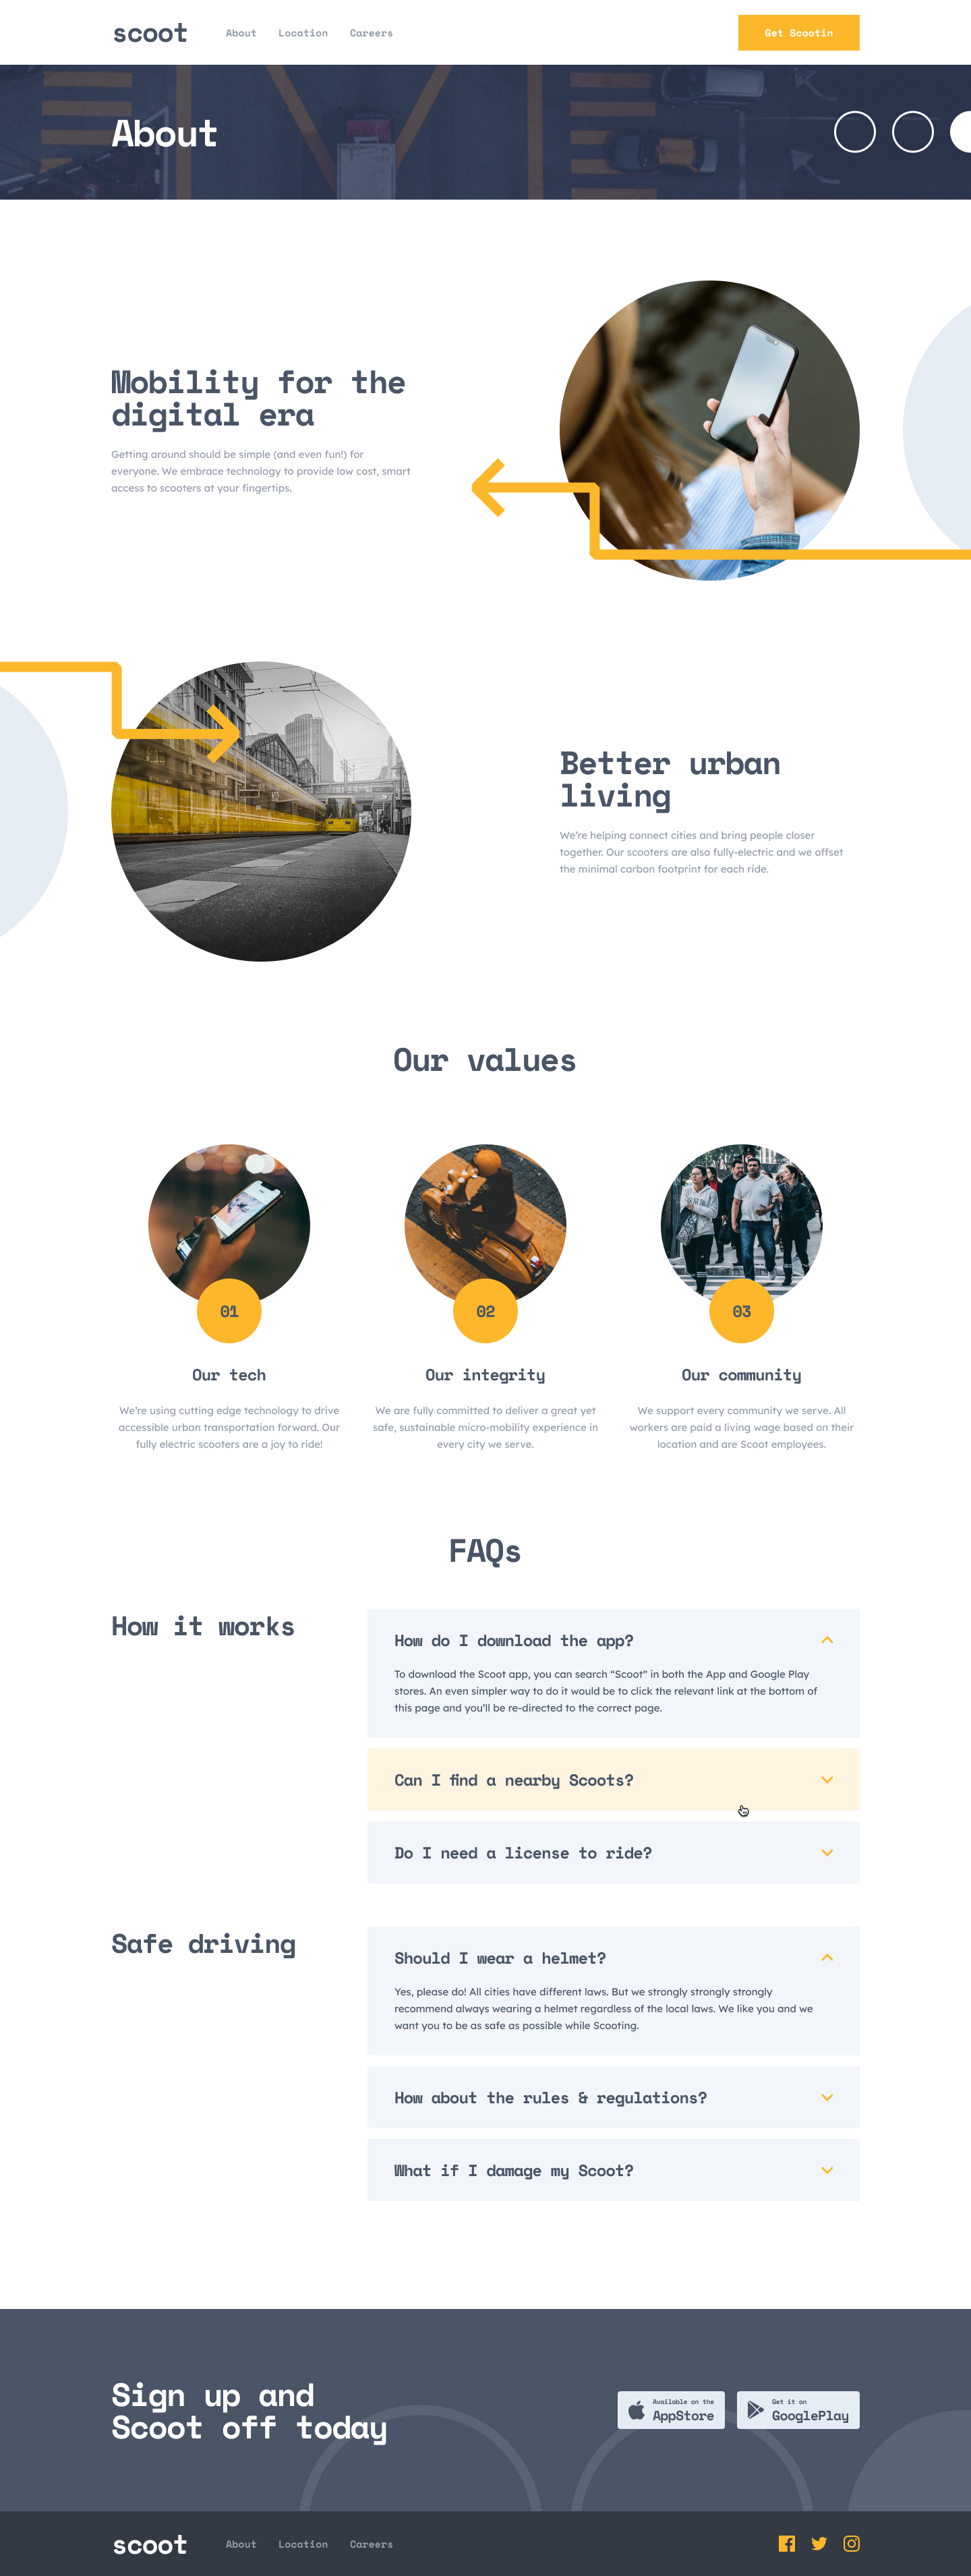 scoot
About
Location
Careers
Get Scootin
About
Mobility for the
digital era
Getting around should be simple (and even fun!) for
everyone. We embrace technology to provide low cost, smart
access to scooters at your fingertips.
Better urban
living
We're helping connect cities and bring people closer
together. Our scooters are also fully-electric and we offset
the minimal carbon footprint for each ride.
Our values
01
Our tech
We're using cutting edge technology to drive
accessible urban transportation forward. Our
fully electric scooters are a joy to ride!
02
Our integrity
We are fully committed to deliver a great yet
safe, sustainable micro-mobility experience in
every city we serve.
03
Our community
We support every community we serve. All
workers are paid a living wage based on their
location and are Scoot employees.
FAQs
How it works
How do I download the app?
To download the Scoot app, you can search “Scoot” in both the App and Google Play
stores. An even simpler way to do it would be to click the relevant link at the bottom of
this page and you'll be re-directed to the correct page.
Can I find a nearby Scoots?
Do I need a license to ride?
Safe driving
Should I wear a helmet?
Yes, please do! All cities have different laws. But we strongly strongly strongly
recommend always wearing a helmet regardless of the local laws. We like you and we
want you to be as safe as possible while Scooting.
How about the rules & regulations?
What if I damage my Scoot?
Sign up and
Scoot off today
Available on the
AppStore
Get it on
GooglePlay
scoot
About
Location
Careers